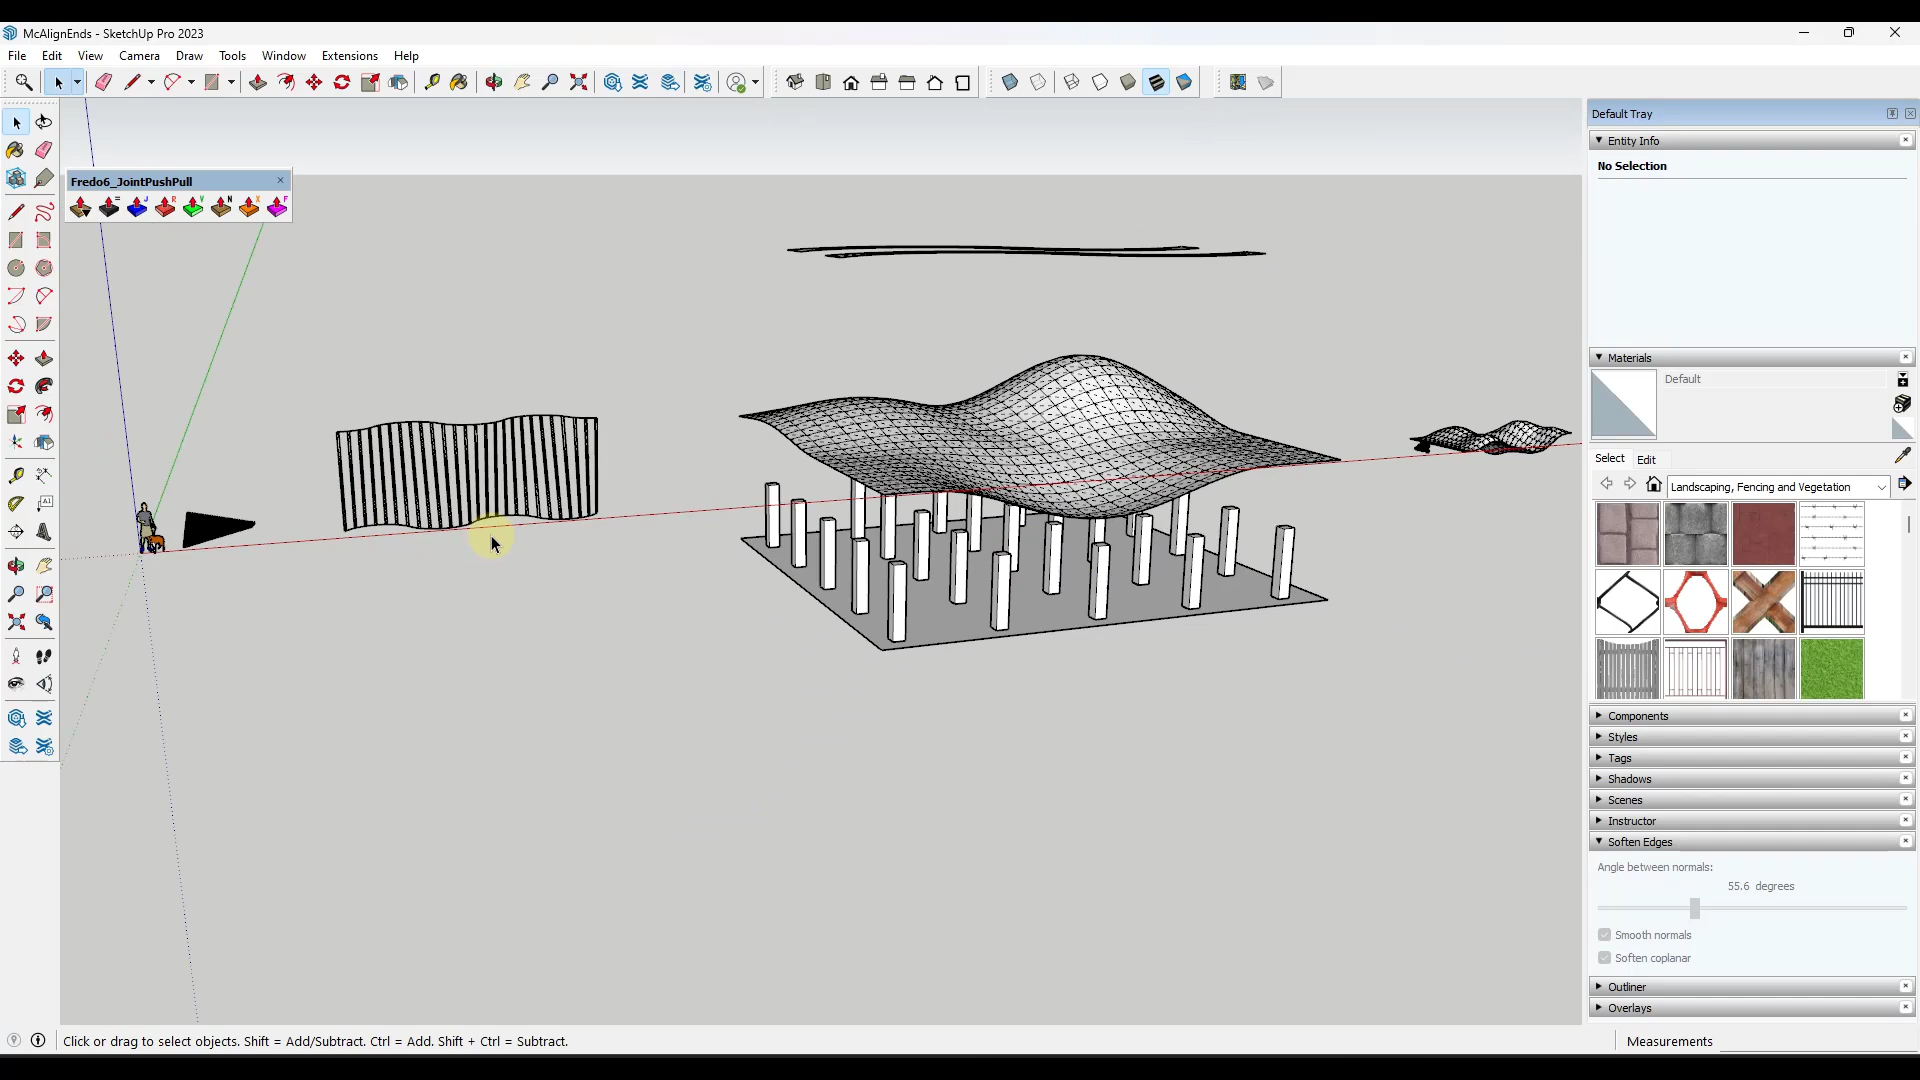 McAlignEnds - SketchUp Pro 2023
File Edit View Camera Draw Tools Window Extensions Help
Default Tray
Entity Info
No Selection
Fredo6_JointPushPull
= J R V N X F
Materials
Default
Select Edit
Landscaping, Fencing and Vegetation
Components
Styles
Tags
Shadows
Scenes
Instructor
Soften Edges
Angle between normals:
55.6 degrees
Smooth normals
Soften coplanar
Outliner
Overlays
Click or drag to select objects. Shift = Add/Subtract. Ctrl = Add. Shift + Ctrl = Subtract.
Measurements